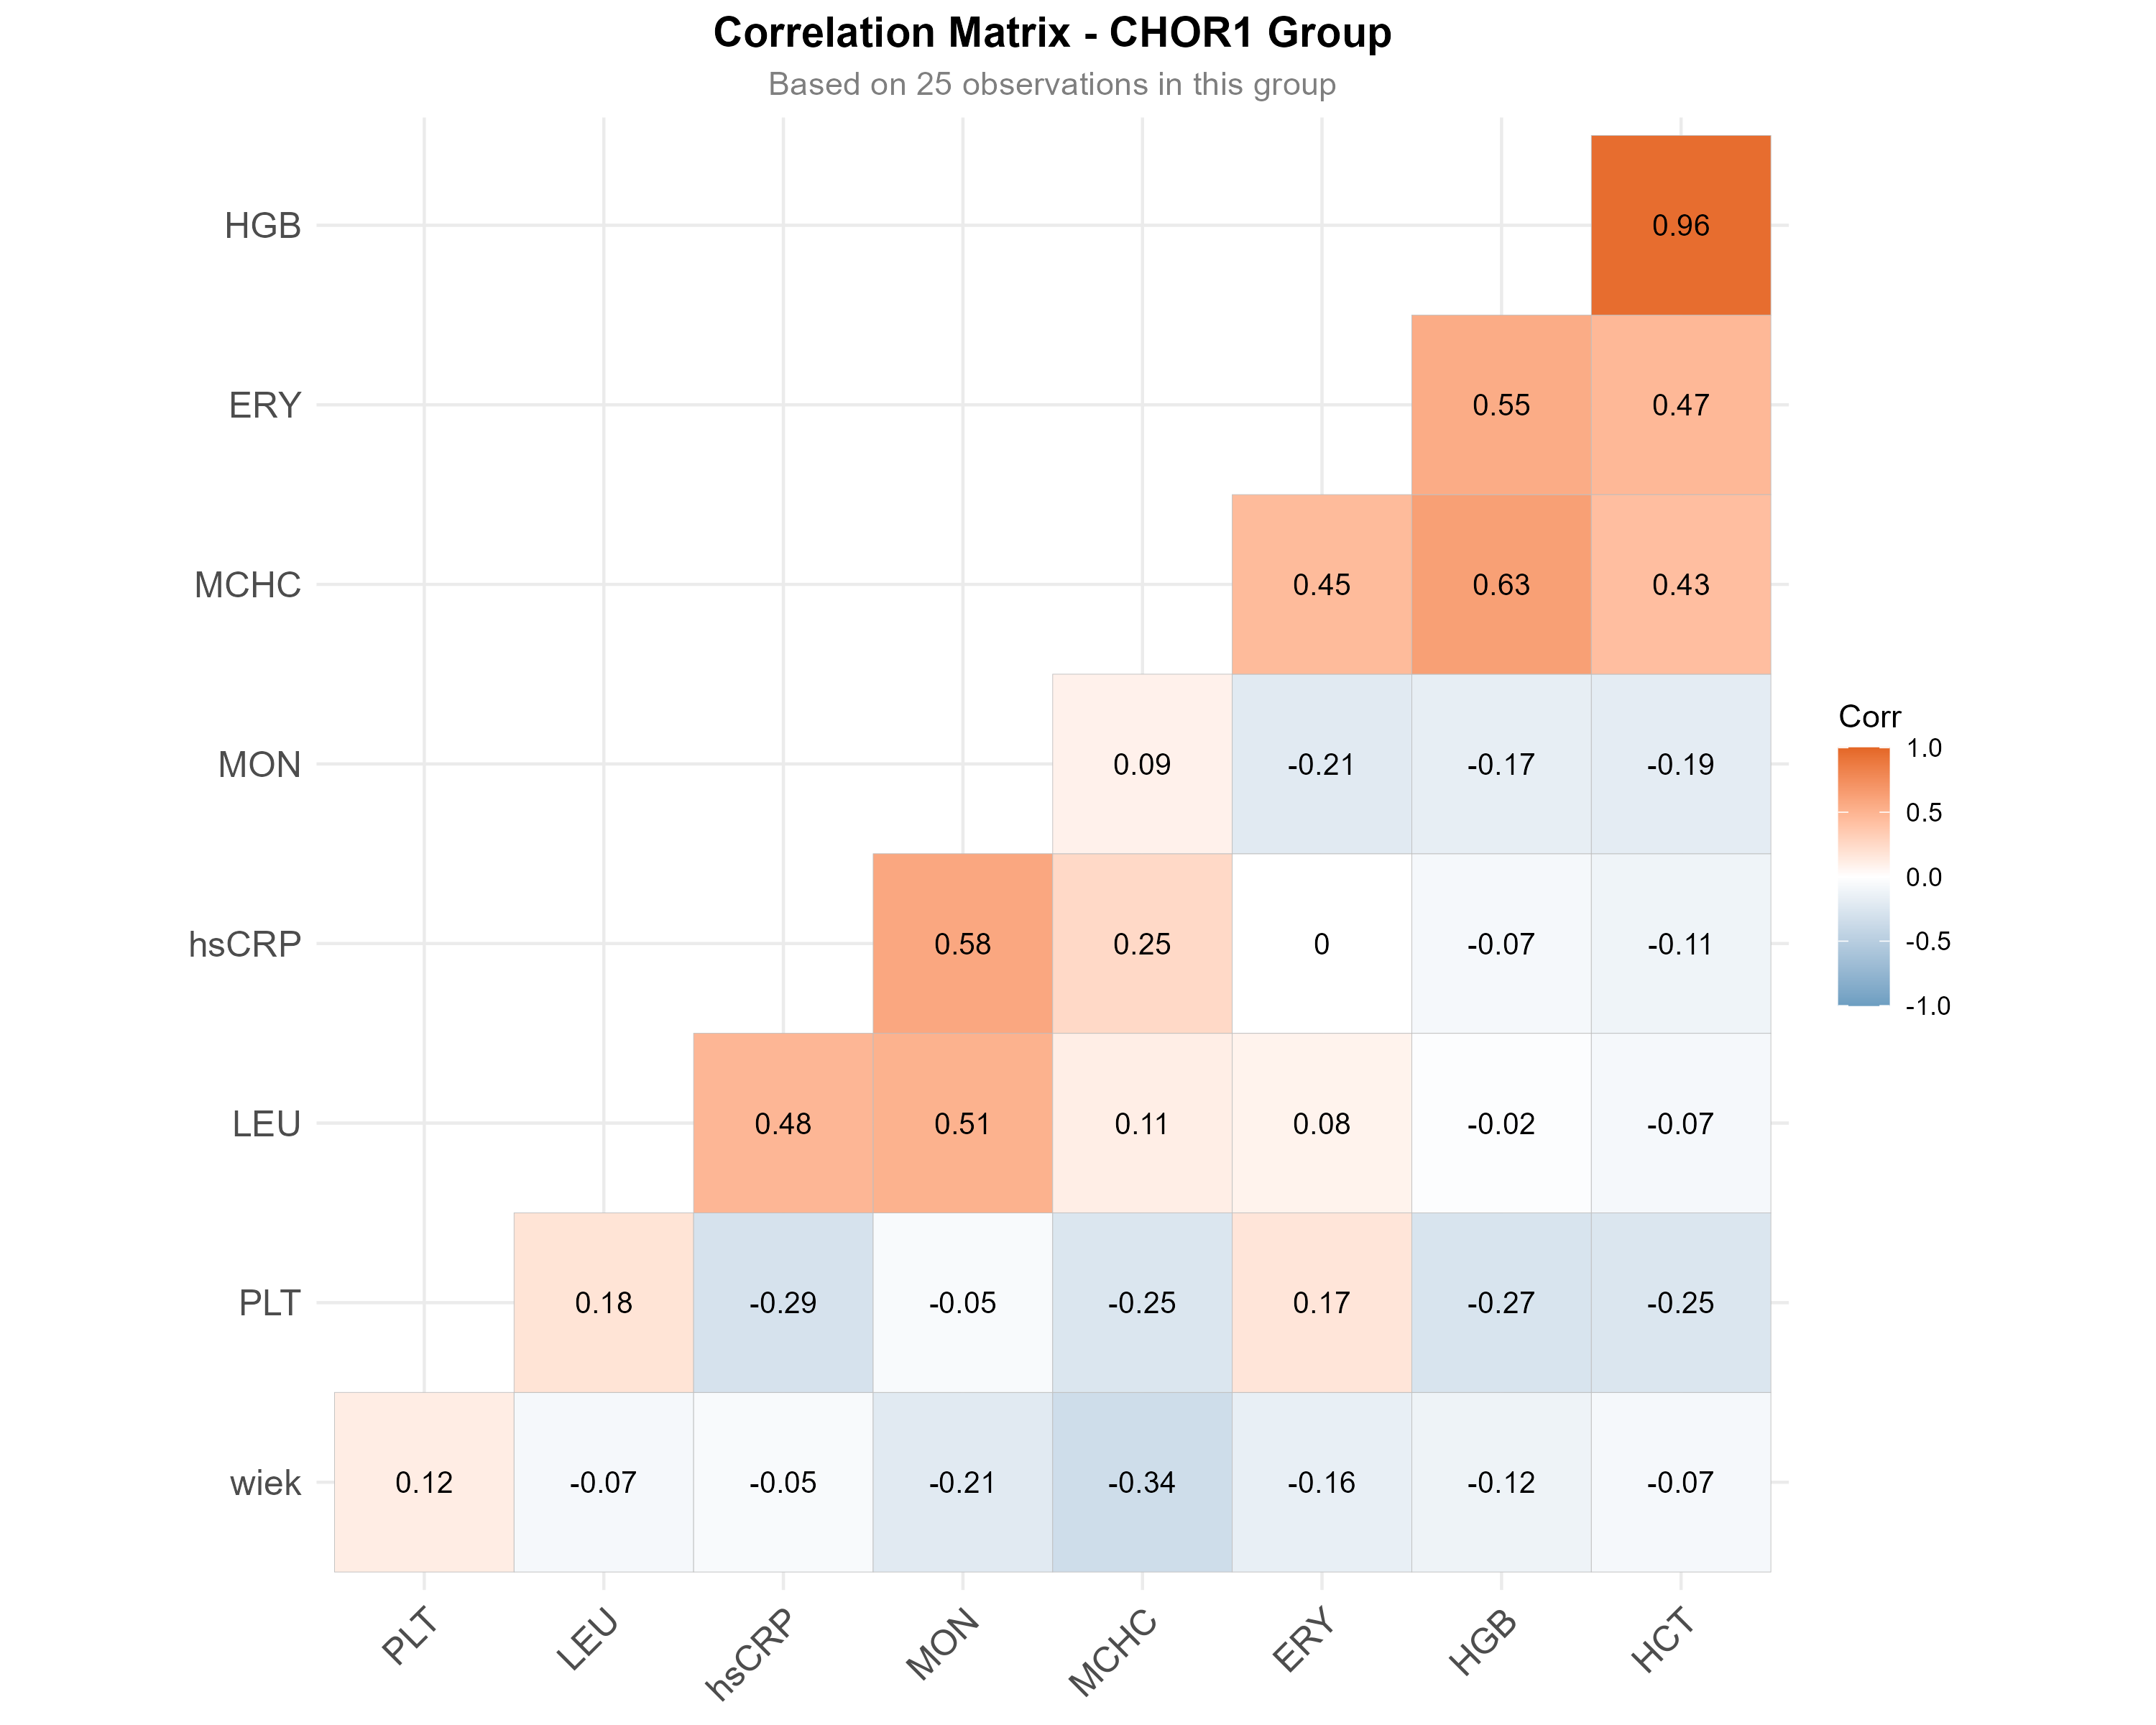 Correlation Matrix - CHOR1 Group
Based on 25 observations in this group
HGB 0.96
ERY 0.55 0.47
MCHC 0.45 0.63 0.43
MON 0.09 -0.21 -0.17 -0.19
hsCRP 0.58 0.25 0 -0.07 -0.11
LEU 0.48 0.51 0.11 0.08 -0.02 -0.07
PLT 0.18 -0.29 -0.05 -0.25 0.17 -0.27 -0.25
wiek 0.12 -0.07 -0.05 -0.21 -0.34 -0.16 -0.12 -0.07
PLT LEU hsCRP MON MCHC ERY HGB HCT
Corr
1.0
0.5
0.0
-0.5
-1.0